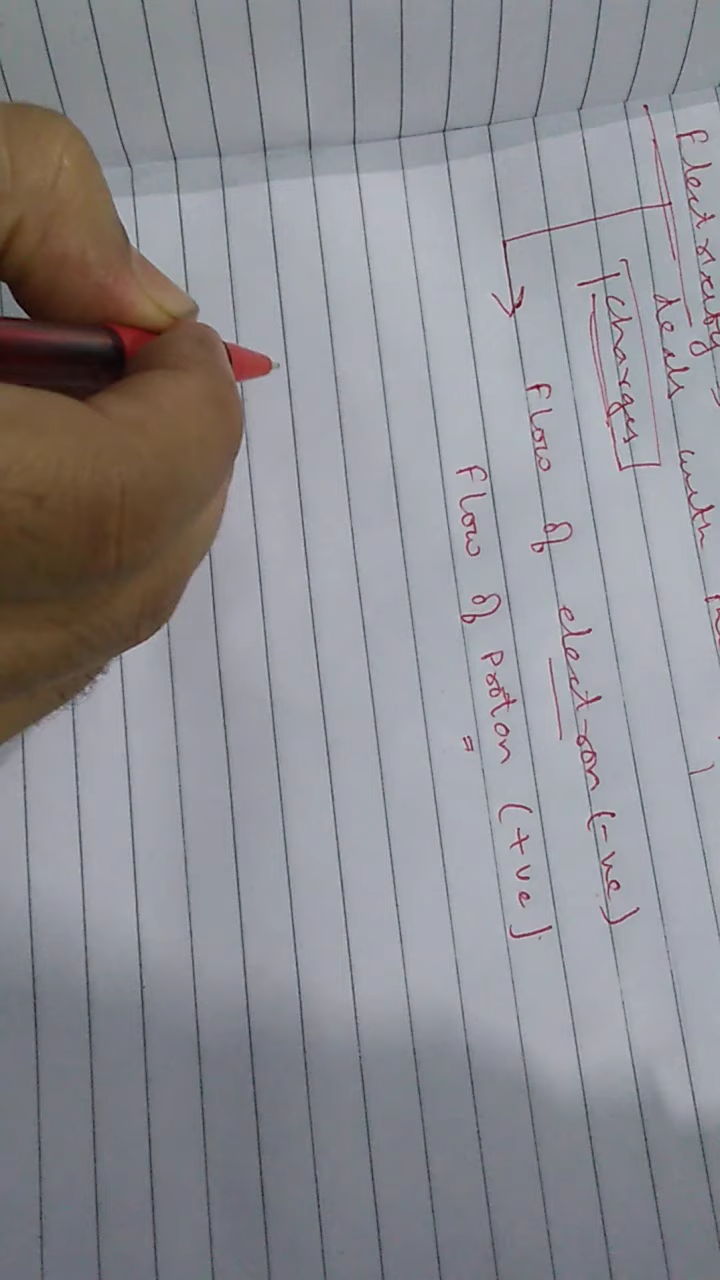 Electricity =
deals with
charges
Flow of electron (-ve)
Flow of Proton (+ve)